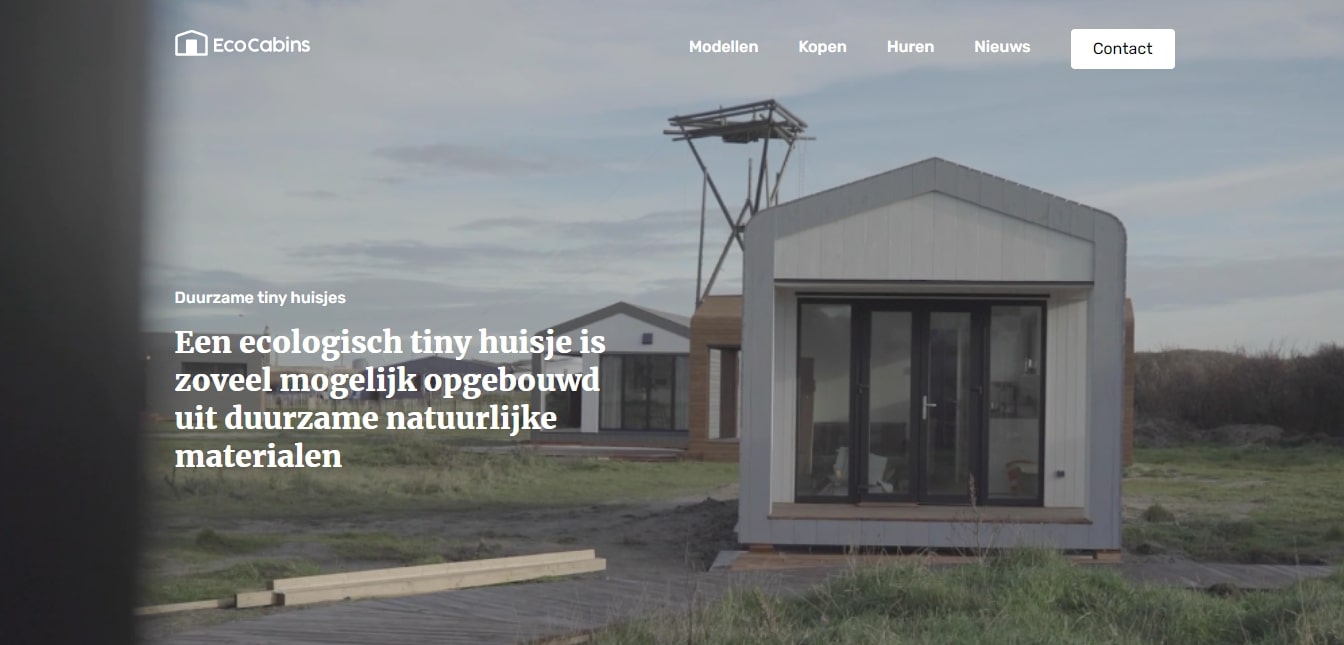 EcoCabins
Modellen
Kopen
Huren
Nieuws
Contact
Duurzame tiny huisjes
Een ecologisch tiny huisje is
zoveel mogelijk opgebouwd
uit duurzame natuurlijke
materialen